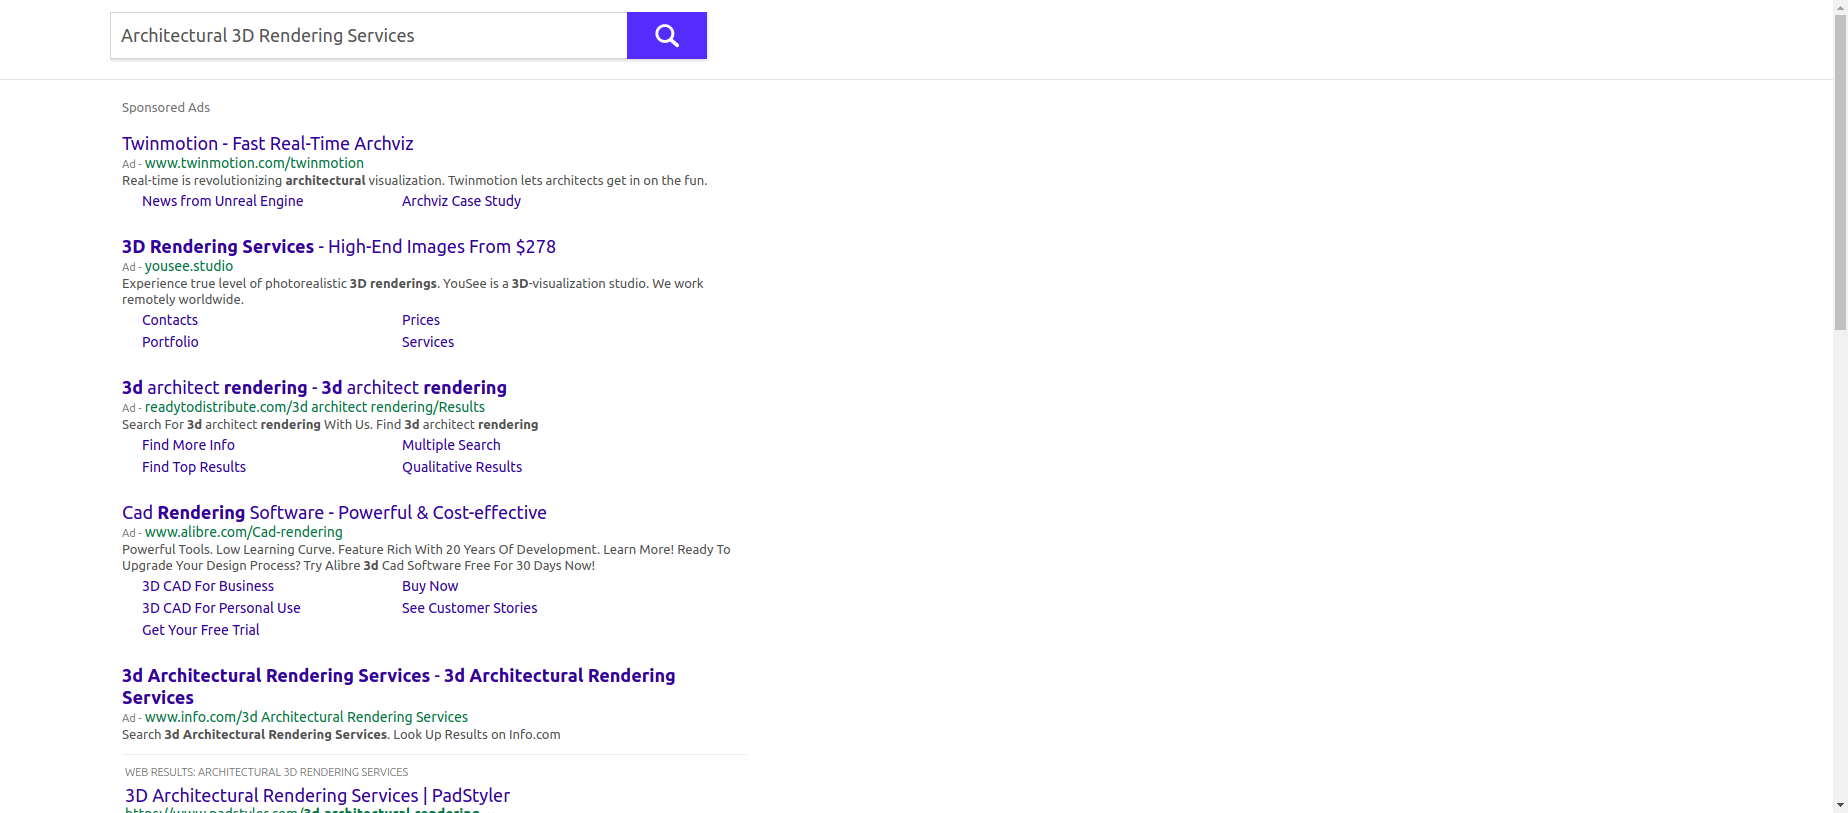 Architectural 3D Rendering Services
Sponsored Ads
Twinmotion - Fast Real-Time Archviz
Ad - www.twinmotion.com/twinmotion
Real-time is revolutionizing architectural visualization. Twinmotion lets architects get in on the fun.
News from Unreal Engine Archviz Case Study
3D Rendering Services - High-End Images From $278
Ad - yousee.studio
Experience true level of photorealistic 3D renderings. YouSee is a 3D-visualization studio. We work
remotely worldwide.
Contacts Prices
Portfolio Services
3d architect rendering - 3d architect rendering
Ad - readytodistribute.com/3d architect rendering/Results
Search For 3d architect rendering With Us. Find 3d architect rendering
Find More Info Multiple Search
Find Top Results Qualitative Results
Cad Rendering Software - Powerful & Cost-effective
Ad - www.alibre.com/Cad-rendering
Powerful Tools. Low Learning Curve. Feature Rich With 20 Years Of Development. Learn More! Ready To
Upgrade Your Design Process? Try Alibre 3d Cad Software Free For 30 Days Now!
3D CAD For Business Buy Now
3D CAD For Personal Use See Customer Stories
Get Your Free Trial
3d Architectural Rendering Services - 3d Architectural Rendering
Services
Ad - www.info.com/3d Architectural Rendering Services
Search 3d Architectural Rendering Services. Look Up Results on Info.com
WEB RESULTS: ARCHITECTURAL 3D RENDERING SERVICES
3D Architectural Rendering Services | PadStyler
https://www.padstyler.com/3d-architectural-rendering